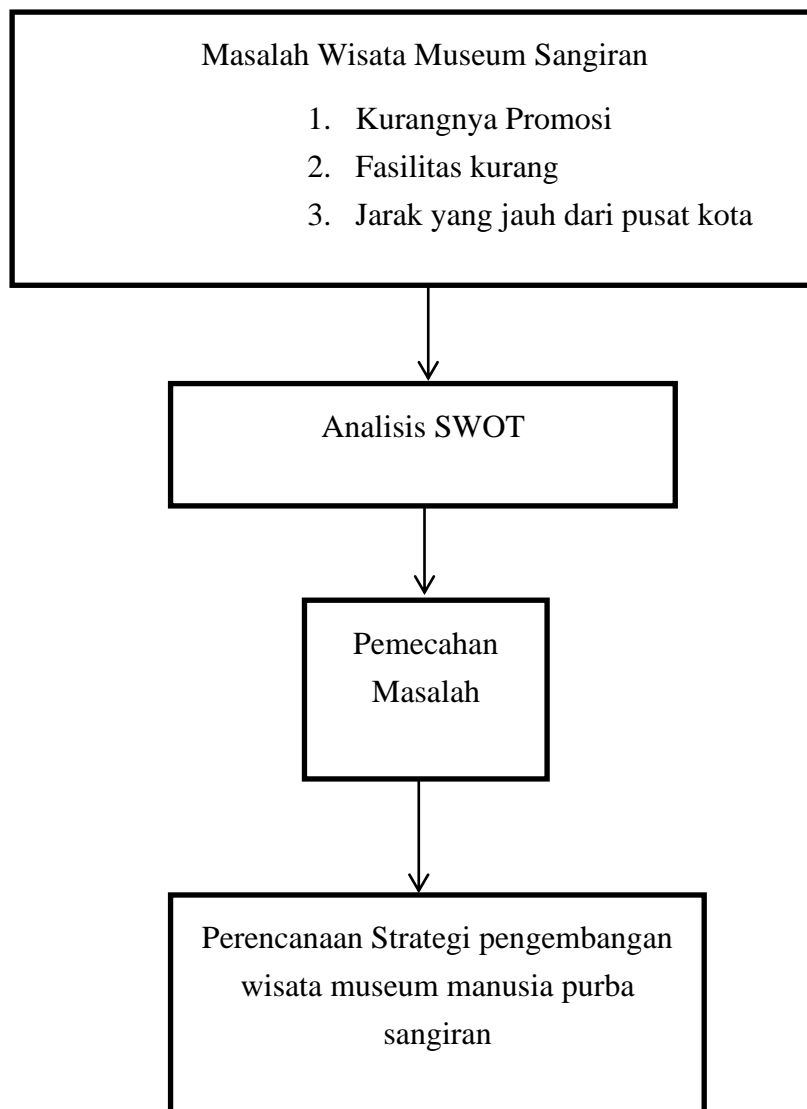 Masalah Wisata Museum Sangiran
1. Kurangnya Promosi
2. Fasilitas kurang
3. Jarak yang jauh dari pusat kota
Analisis SWOT
Pemecahan
Masalah
Perencanaan Strategi pengembangan
wisata museum manusia purba
sangiran